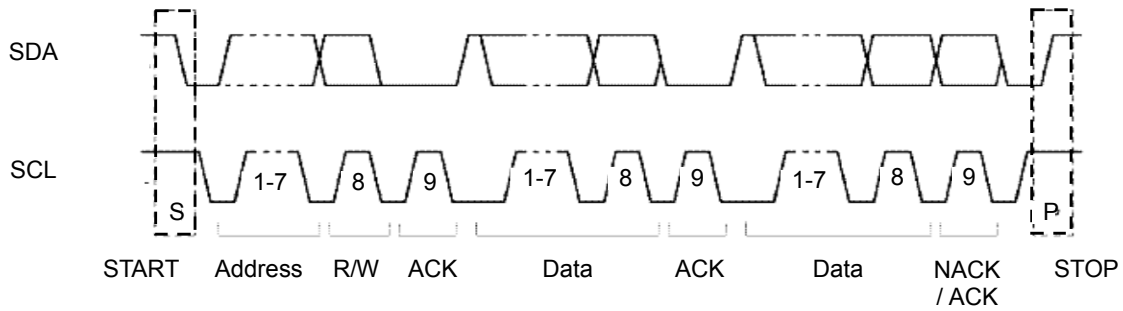 SDA
SCL
1-7 8 9 1-7 8 9 1-7 8 9
S P
START Address R/W ACK Data ACK Data NACK STOP
/ ACK